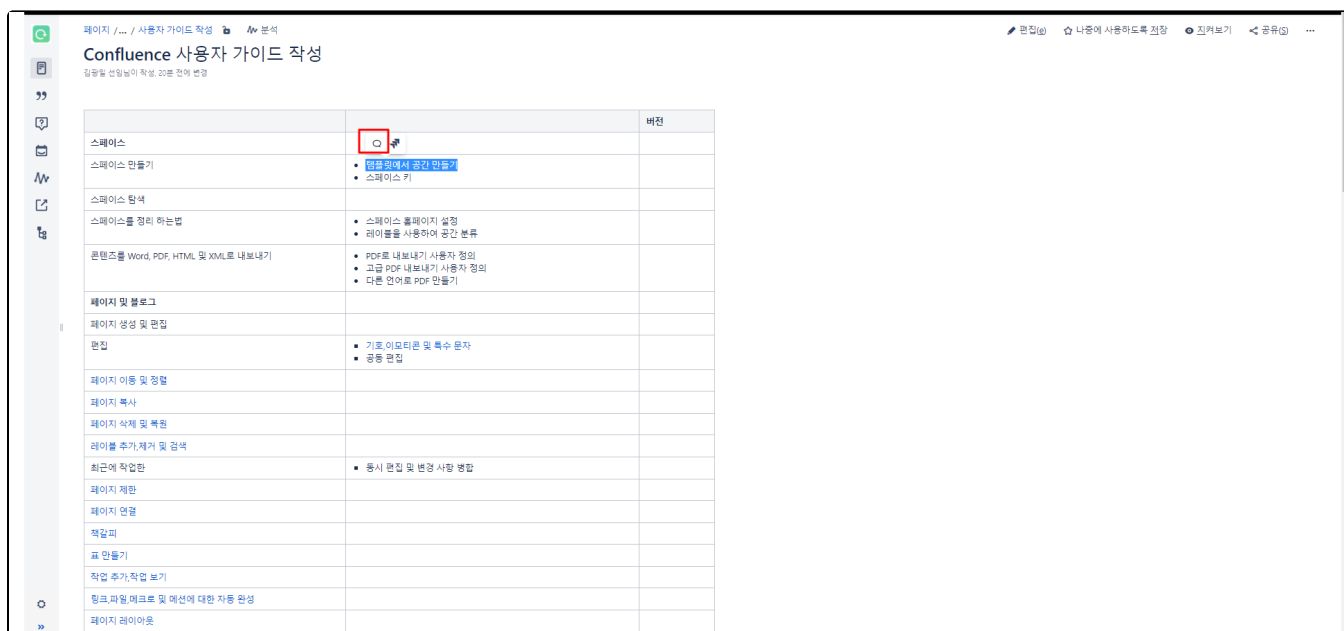 페이지 /... / 사용자 가이드 작성 분석
편집(e) 나중에 사용하도록 저장 지켜보기 공유(S) ...
Confluence 사용자 가이드 작성
김광일 선임님이 작성, 20분 전에 변경
버전
스페이스
스페이스 만들기
템플릿에서 공간 만들기
스페이스 키
스페이스 탐색
스페이스를 정리 하는법
스페이스 홈페이지 설정
레이블을 사용하여 공간 분류
콘텐츠를 Word, PDF, HTML 및 XML로 내보내기
PDF로 내보내기 사용자 정의
고급 PDF 내보내기 사용자 정의
다른 언어로 PDF 만들기
페이지 및 블로그
페이지 생성 및 편집
편집
기호,이모티콘 및 특수 문자
공동 편집
페이지 이동 및 정렬
페이지 복사
페이지 삭제 및 복원
레이블 추가,제거 및 검색
최근에 작업한
동시 편집 및 변경 사항 병합
페이지 제한
페이지 연결
책갈피
표 만들기
작업 추가,작업 보기
링크,파일,메크로 및 메션에 대한 자동 완성
페이지 레이아웃